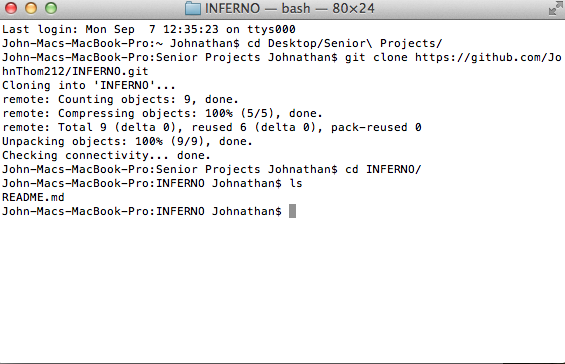 INFERNO — bash — 80×24
Last login: Mon Sep  7 12:35:23 on ttys000
John-Macs-MacBook-Pro:~ Johnathan$ cd Desktop/Senior\ Projects/
John-Macs-MacBook-Pro:Senior Projects Johnathan$ git clone https://github.com/Jo
hnThom212/INFERNO.git
Cloning into 'INFERNO'...
remote: Counting objects: 9, done.
remote: Compressing objects: 100% (5/5), done.
remote: Total 9 (delta 0), reused 6 (delta 0), pack-reused 0
Unpacking objects: 100% (9/9), done.
Checking connectivity... done.
John-Macs-MacBook-Pro:Senior Projects Johnathan$ cd INFERNO/
John-Macs-MacBook-Pro:INFERNO Johnathan$ ls
README.md
John-Macs-MacBook-Pro:INFERNO Johnathan$